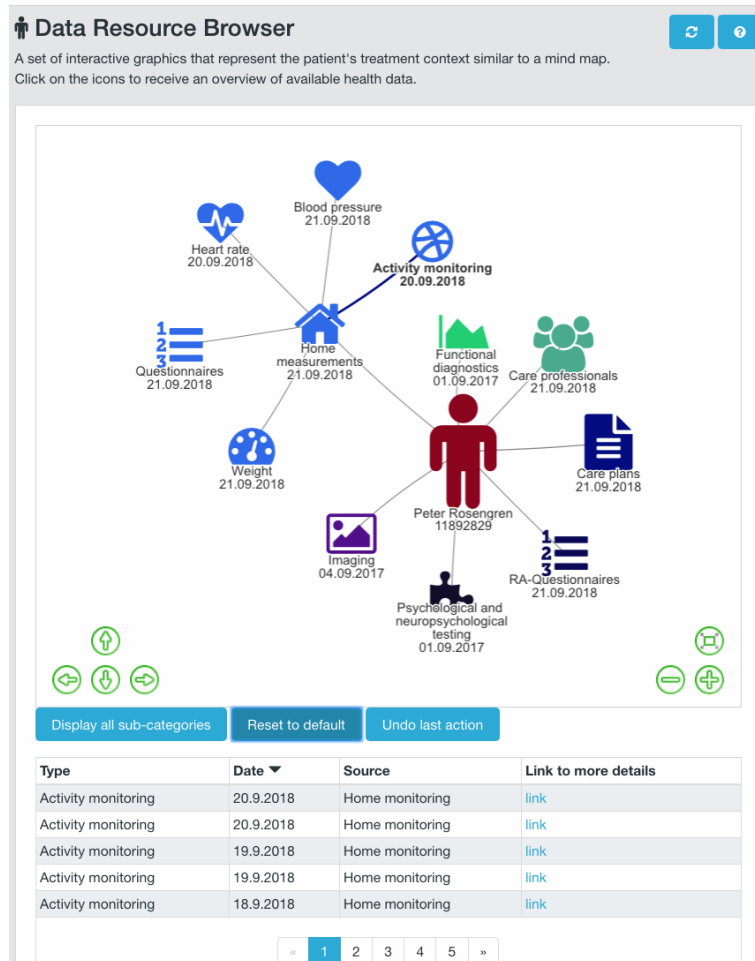 Data Resource Browser
A set of interactive graphics that represent the patient's treatment context similar to a mind map.
Click on the icons to receive an overview of available health data.
Blood pressure
21.09.2018
Heart rate
20.09.2018
Activity monitoring
20.09.2018
1
2
3
Questionnaires
21.09.2018
Home
measurements
21.09.2018
Functional
diagnostics
01.09.2017
Care professionals
21.09.2018
Weight
21.09.2018
Care plans
21.09.2018
Peter Rosengren
11892829
Imaging
04.09.2017
1
2
3
RA-Questionnaires
21.09.2018
Psychological and
neuropsychological
testing
01.09.2017
Display all sub-categories Reset to default Undo last action
Type Date Source Link to more details
Activity monitoring 20.9.2018 Home monitoring link
Activity monitoring 20.9.2018 Home monitoring link
Activity monitoring 19.9.2018 Home monitoring link
Activity monitoring 19.9.2018 Home monitoring link
Activity monitoring 18.9.2018 Home monitoring link
« 1 2 3 4 5 »